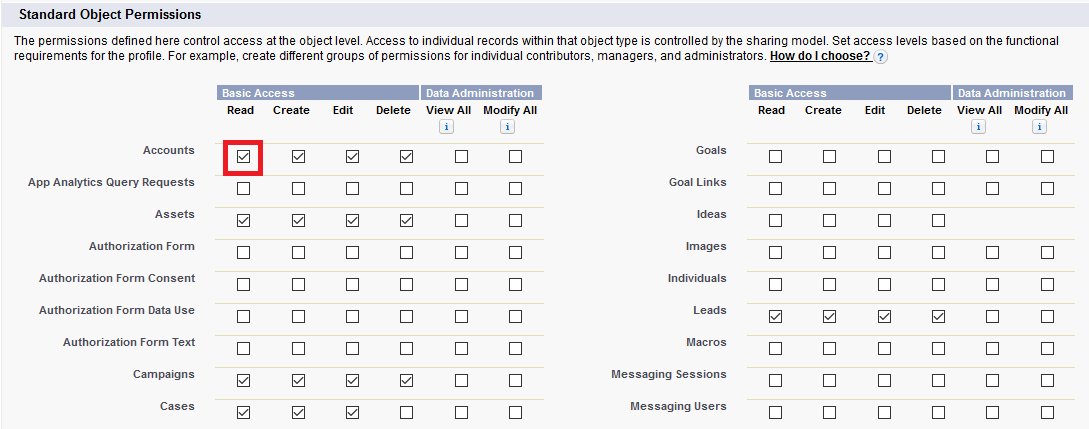 Standard Object Permissions
The permissions defined here control access at the object level. Access to individual records within that object type is controlled by the sharing model. Set access levels based on the functional
requirements for the profile. For example, create different groups of permissions for individual contributors, managers, and administrators. How do I choose? ?
Basic Access Data Administration
Read Create Edit Delete View All Modify All
i i
Accounts
App Analytics Query Requests
Assets
Authorization Form
Authorization Form Consent
Authorization Form Data Use
Authorization Form Text
Campaigns
Cases
Basic Access Data Administration
Read Create Edit Delete View All Modify All
i i
Goals
Goal Links
Ideas
Images
Individuals
Leads
Macros
Messaging Sessions
Messaging Users